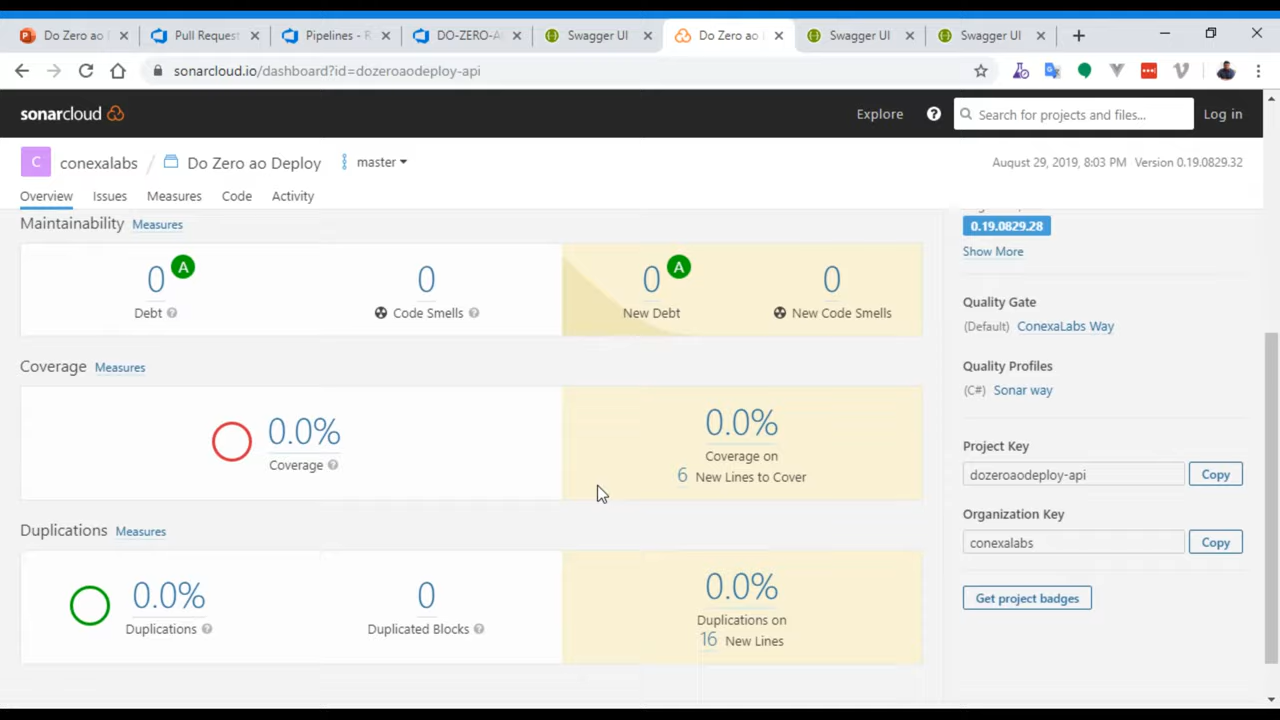 Do Zero ao
Pull Request
Pipelines - R
DO-ZERO-A
Swagger UI
Do Zero ao
Swagger UI
Swagger UI
sonarcloud.io/dashboard?id=dozeroaodeploy-api
sonarcloud
Explore
Search for projects and files...
Log in
C
conexalabs / Do Zero ao Deploy
master
August 29, 2019, 8:03 PM Version 0.19.0829.32
Overview
Issues
Measures
Code
Activity
Maintainability Measures
0 A
Debt
0
Code Smells
0 A
New Debt
0
New Code Smells
Coverage Measures
0.0%
Coverage
0.0%
Coverage on
6 New Lines to Cover
Duplications Measures
0.0%
Duplications
0
Duplicated Blocks
0.0%
Duplications on
16 New Lines
0.19.0829.28
Show More
Quality Gate
(Default) ConexaLabs Way
Quality Profiles
(C#) Sonar way
Project Key
dozeroaodeploy-api
Copy
Organization Key
conexalabs
Copy
Get project badges